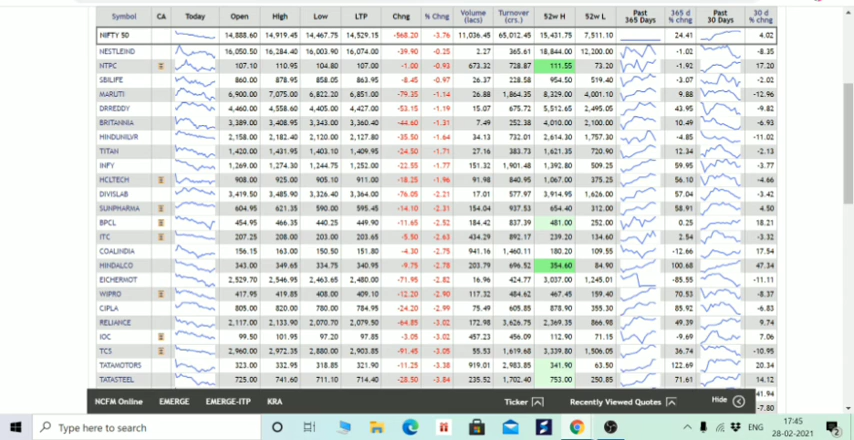 Symbol CA Today Open High Low LTP Chng % Chng Volume (lacs) Turnover (crs.) 52w H 52w L Past 365 Days 365 d % chng Past 30 Days 30 d % chng
NIFTY 50 14,888.60 14,919.45 14,467.75 14,529.15 -568.20 -3.76 11,036.45 65,012.45 15,431.75 7,511.10 24.41 4.02
NESTLEIND 16,050.50 16,284.40 16,003.90 16,074.00 -39.90 -0.25 2.27 365.61 18,844.00 12,200.00 -1.02 -8.35
NTPC 107.10 110.95 104.80 107.00 -1.00 -0.93 673.32 728.87 111.55 73.20 -1.92 17.20
SBILIFE 860.00 878.95 858.05 863.95 -8.45 -0.97 26.37 228.58 954.50 519.40 -3.07 -2.02
MARUTI 6,900.00 7,075.00 6,822.20 6,851.00 -79.35 -1.14 26.88 1,864.35 8,329.00 4,001.10 9.88 -12.96
DRREDDY 4,460.00 4,558.60 4,405.00 4,427.00 -53.15 -1.19 15.07 675.72 5,512.65 2,495.05 43.95 -9.82
BRITANNIA 3,389.00 3,408.95 3,343.00 3,360.40 -44.60 -1.31 7.49 252.38 4,010.00 2,100.00 10.49 -6.93
HINDUNILVR 2,158.00 2,182.40 2,120.00 2,127.80 -35.50 -1.64 34.13 732.01 2,614.30 1,757.30 -4.85 -11.02
TITAN 1,420.00 1,431.95 1,403.10 1,409.95 -24.50 -1.71 27.16 383.73 1,621.35 720.90 12.34 -2.13
INFY 1,269.00 1,274.30 1,244.75 1,252.00 -22.55 -1.77 151.32 1,901.48 1,392.80 509.25 59.95 -3.77
HCLTECH 908.00 925.00 905.10 911.00 -18.25 -1.96 91.98 840.95 1,067.00 375.25 56.10 -4.66
DIVISLAB 3,419.50 3,485.90 3,326.40 3,364.00 -76.05 -2.21 17.01 577.97 3,914.95 1,626.00 57.04 -3.42
SUNPHARMA 604.95 621.35 590.00 595.45 -14.10 -2.31 154.04 937.53 654.40 312.00 58.91 4.50
BPCL 454.95 466.35 440.25 449.90 -11.65 -2.52 184.42 837.39 481.00 252.00 0.25 18.21
ITC 207.25 208.00 203.00 203.65 -5.50 -2.63 434.29 892.17 239.20 134.60 2.54 -3.32
COALINDIA 156.15 163.00 150.50 151.80 -4.30 -2.75 941.16 1,460.11 180.20 109.55 -12.66 17.54
HINDALCO 343.00 349.65 334.75 340.95 -9.75 -2.78 203.79 696.52 354.60 84.90 100.68 47.34
EICHERMOT 2,529.70 2,546.95 2,463.65 2,480.00 -71.95 -2.82 16.96 424.77 3,037.00 1,245.01 -85.55 -11.11
WIPRO 417.95 419.85 408.00 409.10 -12.20 -2.90 117.32 484.62 467.45 159.40 70.53 -8.37
CIPLA 805.00 820.00 780.00 784.95 -24.20 -2.99 75.49 605.85 878.90 355.30 85.92 -6.83
RELIANCE 2,117.00 2,133.90 2,070.70 2,079.50 -64.85 -3.02 172.98 3,626.75 2,369.35 866.98 49.39 9.74
IOC 99.50 101.95 97.20 97.85 -3.05 -3.02 457.23 456.09 112.90 71.15 -9.69 7.06
TCS 2,960.00 2,972.35 2,880.00 2,903.85 -91.45 -3.05 55.53 1,619.68 3,339.80 1,506.05 36.74 -10.95
TATAMOTORS 323.00 332.95 318.85 321.90 -11.25 -3.38 919.01 2,983.85 341.90 63.50 122.69 20.34
TATASTEEL 725.00 741.60 711.10 714.40 -28.50 -3.84 235.52 1,702.40 753.00 250.85 71.61 14.12
41.94
NCFM Online EMERGE EMERGE-ITP KRA Ticker Recently Viewed Quotes Hide
-7.80
Type here to search ENG 17:45
28-02-2021 2